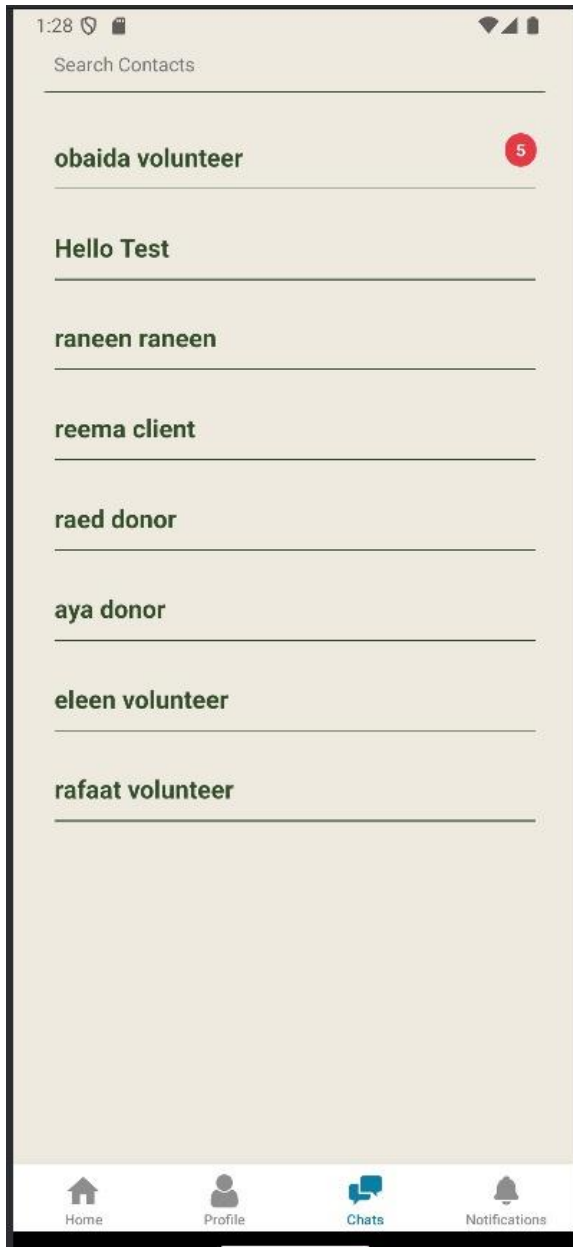 1:28
Search Contacts
obaida volunteer
5
Hello Test
raneen raneen
reema client
raed donor
aya donor
eleen volunteer
rafaat volunteer
Home Profile Chats Notifications